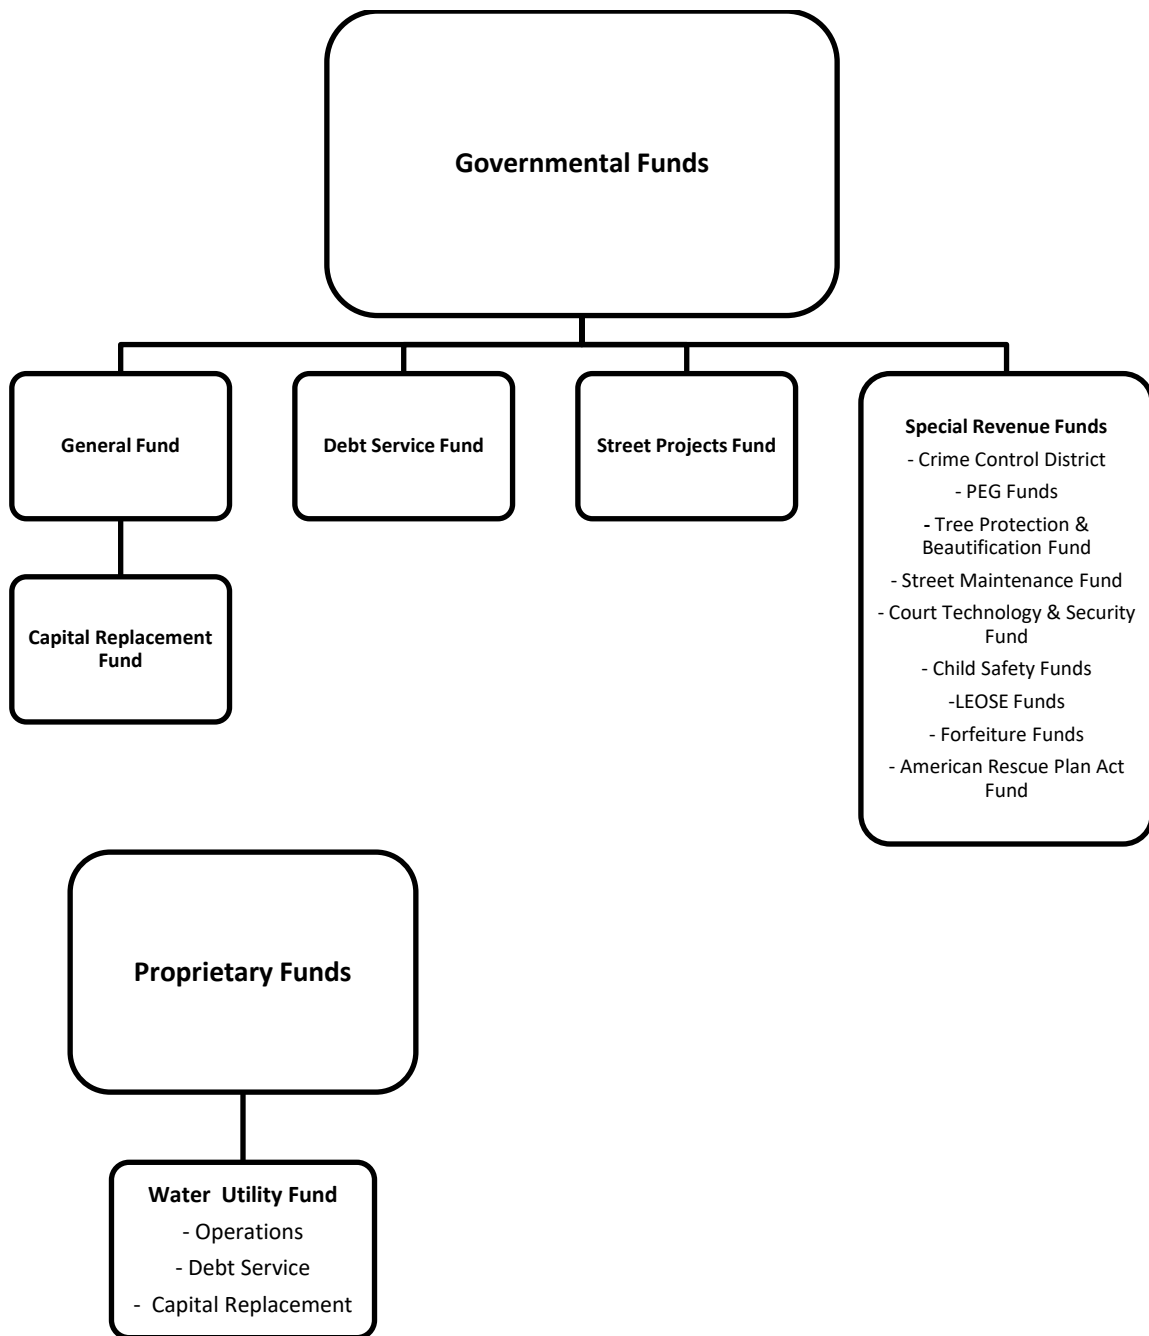 Governmental Funds
General Fund
Debt Service Fund
Street Projects Fund
Special Revenue Funds
- Crime Control District
- PEG Funds
- Tree Protection &
Beautification Fund
- Street Maintenance Fund
- Court Technology & Security
Fund
- Child Safety Funds
-LEOSE Funds
- Forfeiture Funds
- American Rescue Plan Act
Fund
Capital Replacement
Fund
Proprietary Funds
Water  Utility Fund
- Operations
- Debt Service
-  Capital Replacement